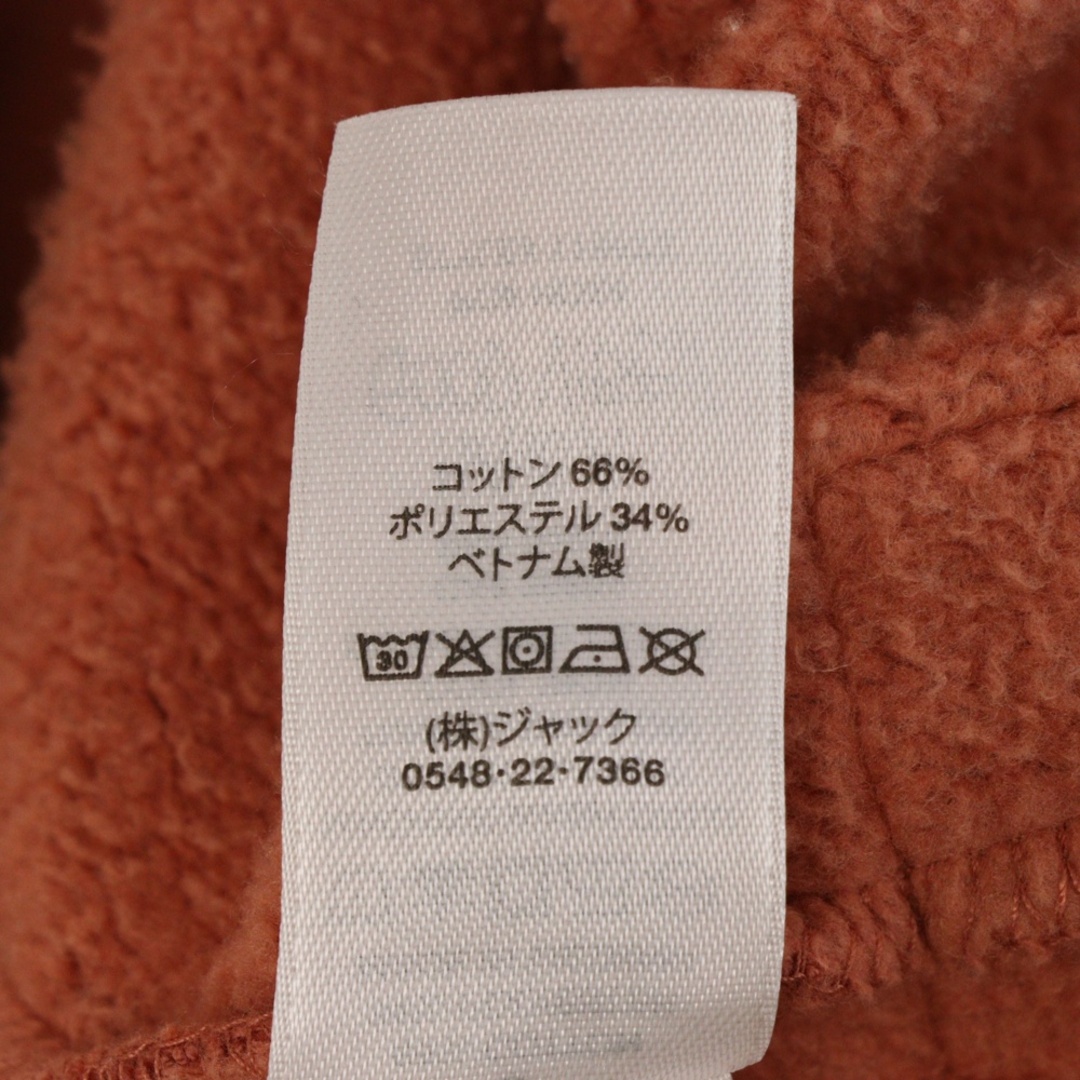 コットン 66%
ポリエステル 34%
ベトナム製
30
(株)ジャック
0548·22·7366